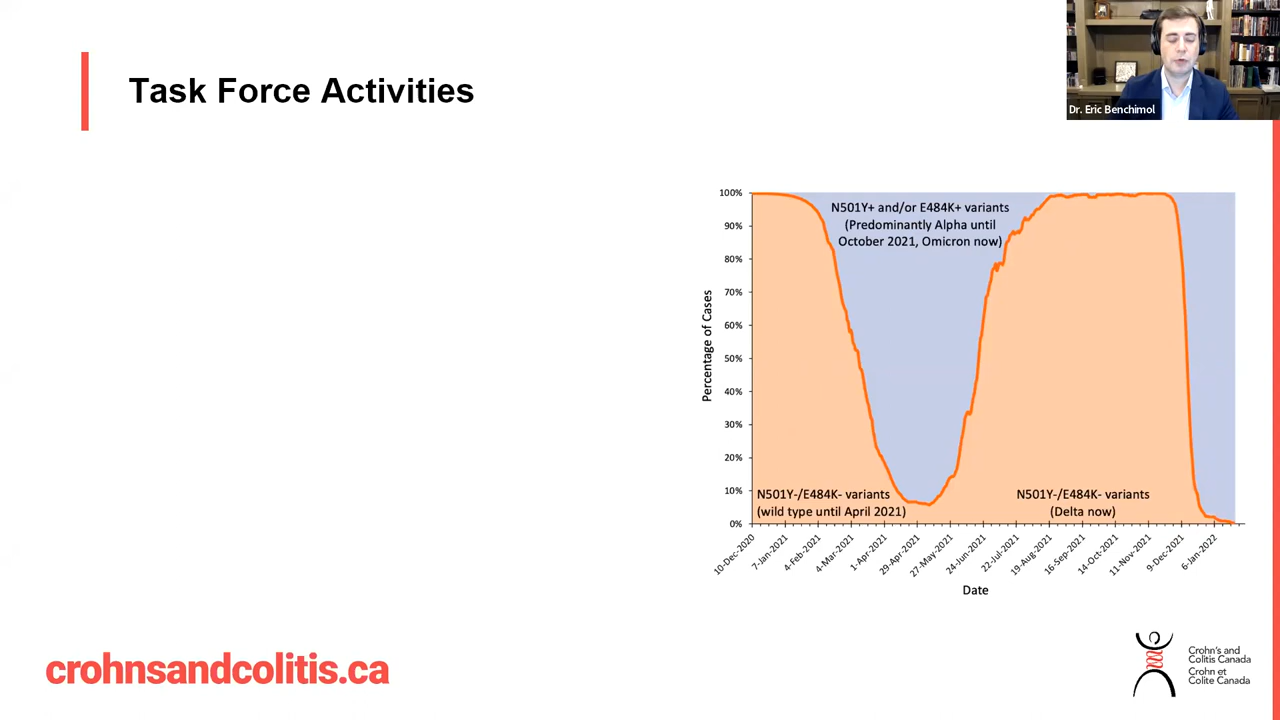 Task Force Activities
Dr. Eric Benchimol
100%
90%
80%
70%
60%
50%
40%
30%
20%
10%
0%
Percentage of Cases
N501Y+ and/or E484K+ variants
(Predominantly Alpha until
October 2021, Omicron now)
N501Y-/E484K- variants
(wild type until April 2021)
N501Y-/E484K- variants
(Delta now)
10-Dec-2020
7-Jan-2021
4-Feb-2021
4-Mar-2021
1-Apr-2021
29-Apr-2021
27-May-2021
24-Jun-2021
22-Jul-2021
19-Aug-2021
16-Sep-2021
14-Oct-2021
11-Nov-2021
9-Dec-2021
6-Jan-2022
Date
crohnsandcolitis.ca
Crohn's and
Colitis Canada
Crohn et
Colite Canada